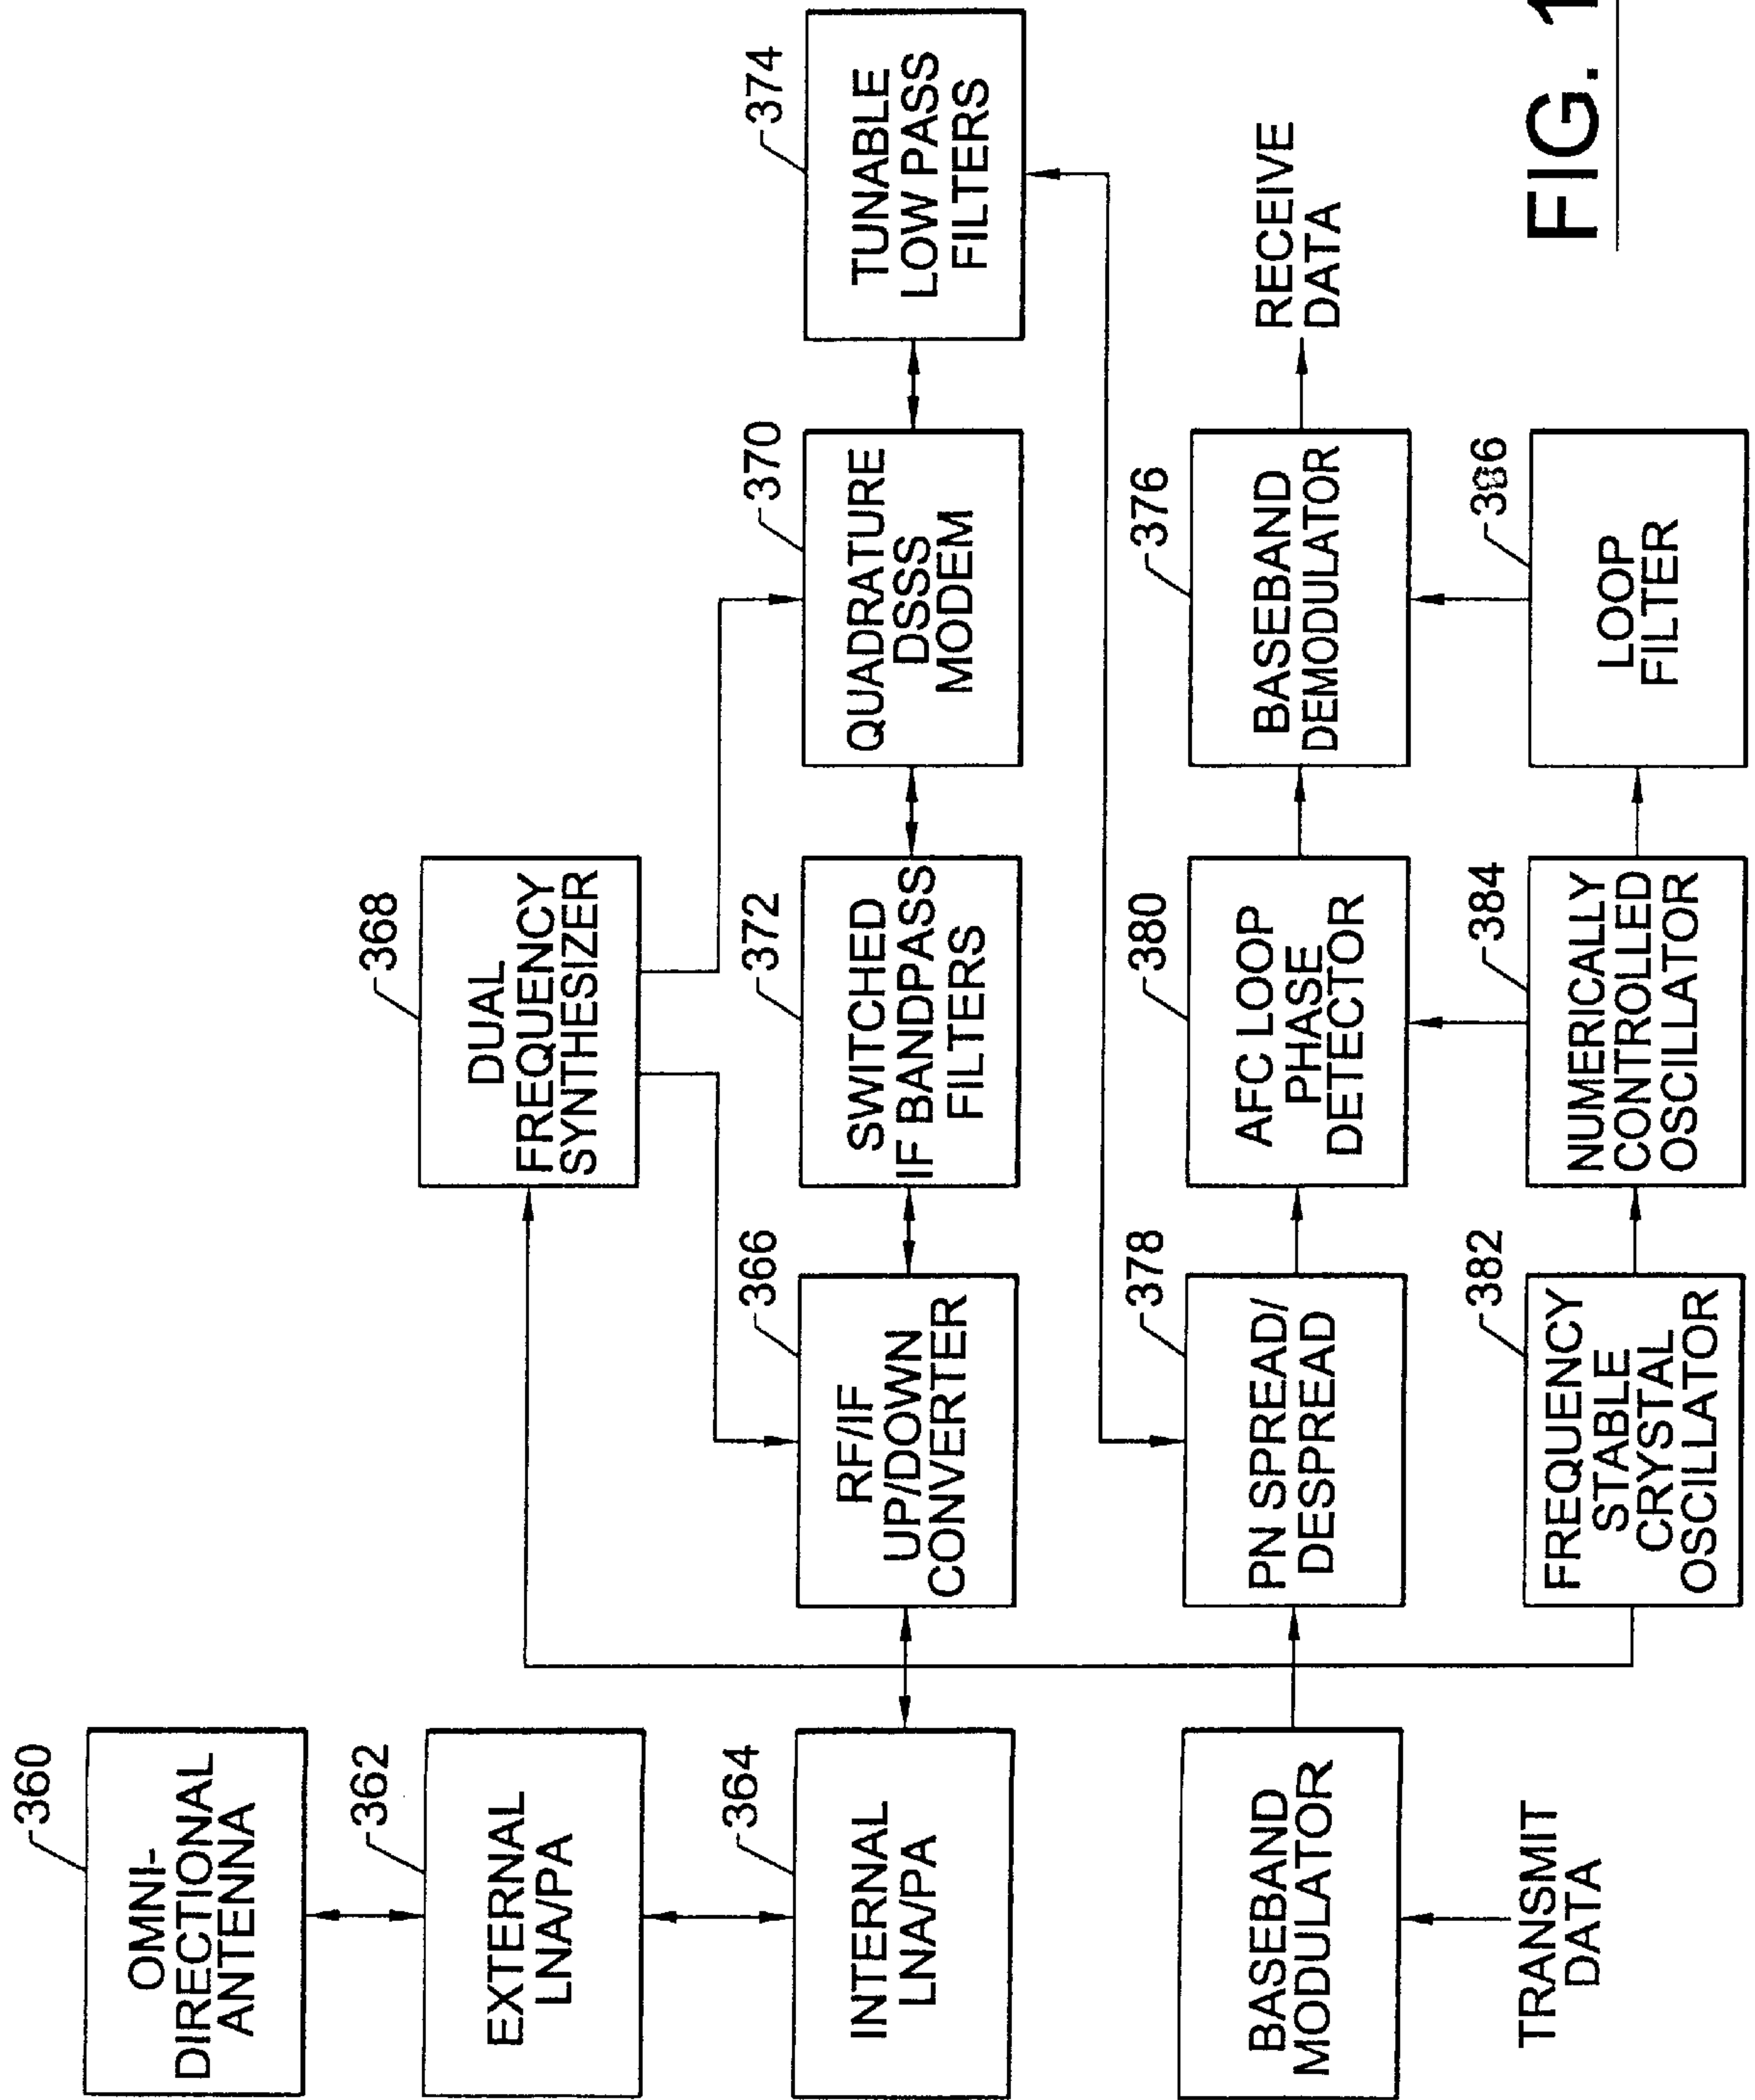 360
OMNI-
DIRECTIONAL
ANTENNA
362
EXTERNAL
LNA/PA
364
INTERNAL
LNA/PA
368
DUAL
FREQUENCY
SYNTHESIZER
366
RF/IF
UP/DOWN
CONVERTER
372
SWITCHED
IF BANDPASS
FILTERS
370
QUADRATURE
DSSS
MODEM
374
TUNABLE
LOW PASS
FILTERS
BASEBAND
MODULATOR
TRANSMIT
DATA
378
PN SPREAD/
DESPREAD
380
AFC LOOP
PHASE
DETECTOR
376
BASEBAND
DEMODULATOR
RECEIVE
DATA
382
FREQUENCY
STABLE
CRYSTAL
OSCILLATOR
384
NUMERICALLY
CONTROLLED
OSCILLATOR
386
LOOP
FILTER
FIG. 1